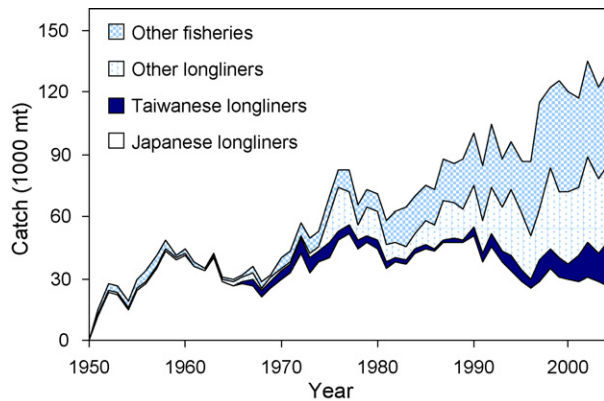 150
120
90
60
30
0
Catch (1000 mt)
Other fisheries
Other longliners
Taiwanese longliners
Japanese longliners
1950 1960 1970 1980 1990 2000
Year